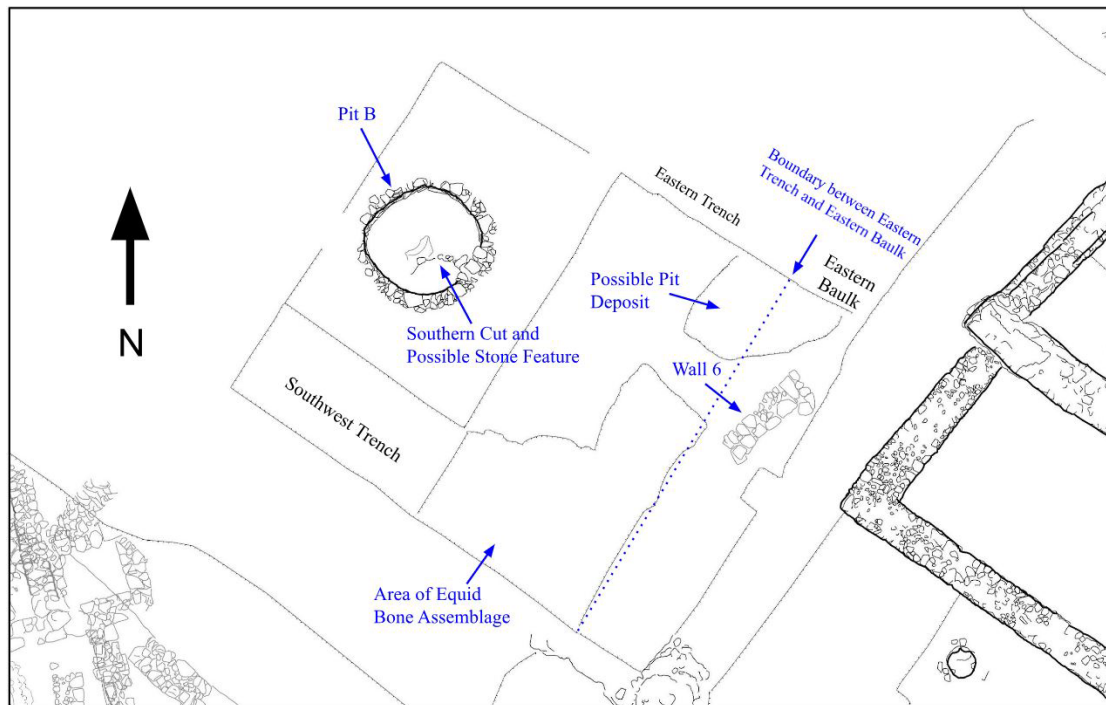 Pit B
Eastern Trench
Boundary between Eastern
Trench and Eastern Baulk
Eastern
Baulk
Possible Pit
Deposit
N
Southern Cut and
Possible Stone Feature
Wall 6
Southwest Trench
Area of Equid
Bone Assemblage